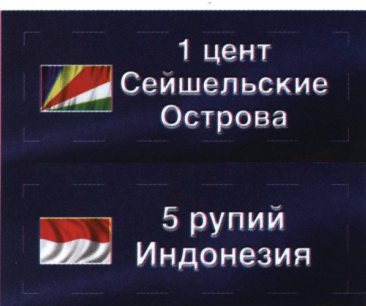 1 цент
Сейшельские
Острова
5 рупий
Индонезия